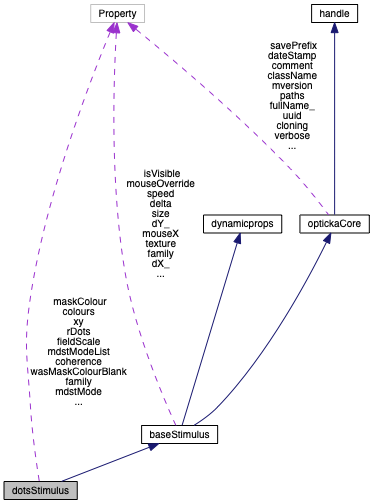 Property
handle
savePrefix
dateStamp
comment
className
mversion
paths
fullName_
uuid
cloning
verbose
...
isVisible
mouseOverride
speed
delta
size
dY_
mouseX
texture
family
dX_
...
dynamicprops
optickaCore
maskColour
colours
xy
rDots
fieldScale
mdstModeList
coherence
wasMaskColourBlank
family
mdstMode
...
baseStimulus
dotsStimulus